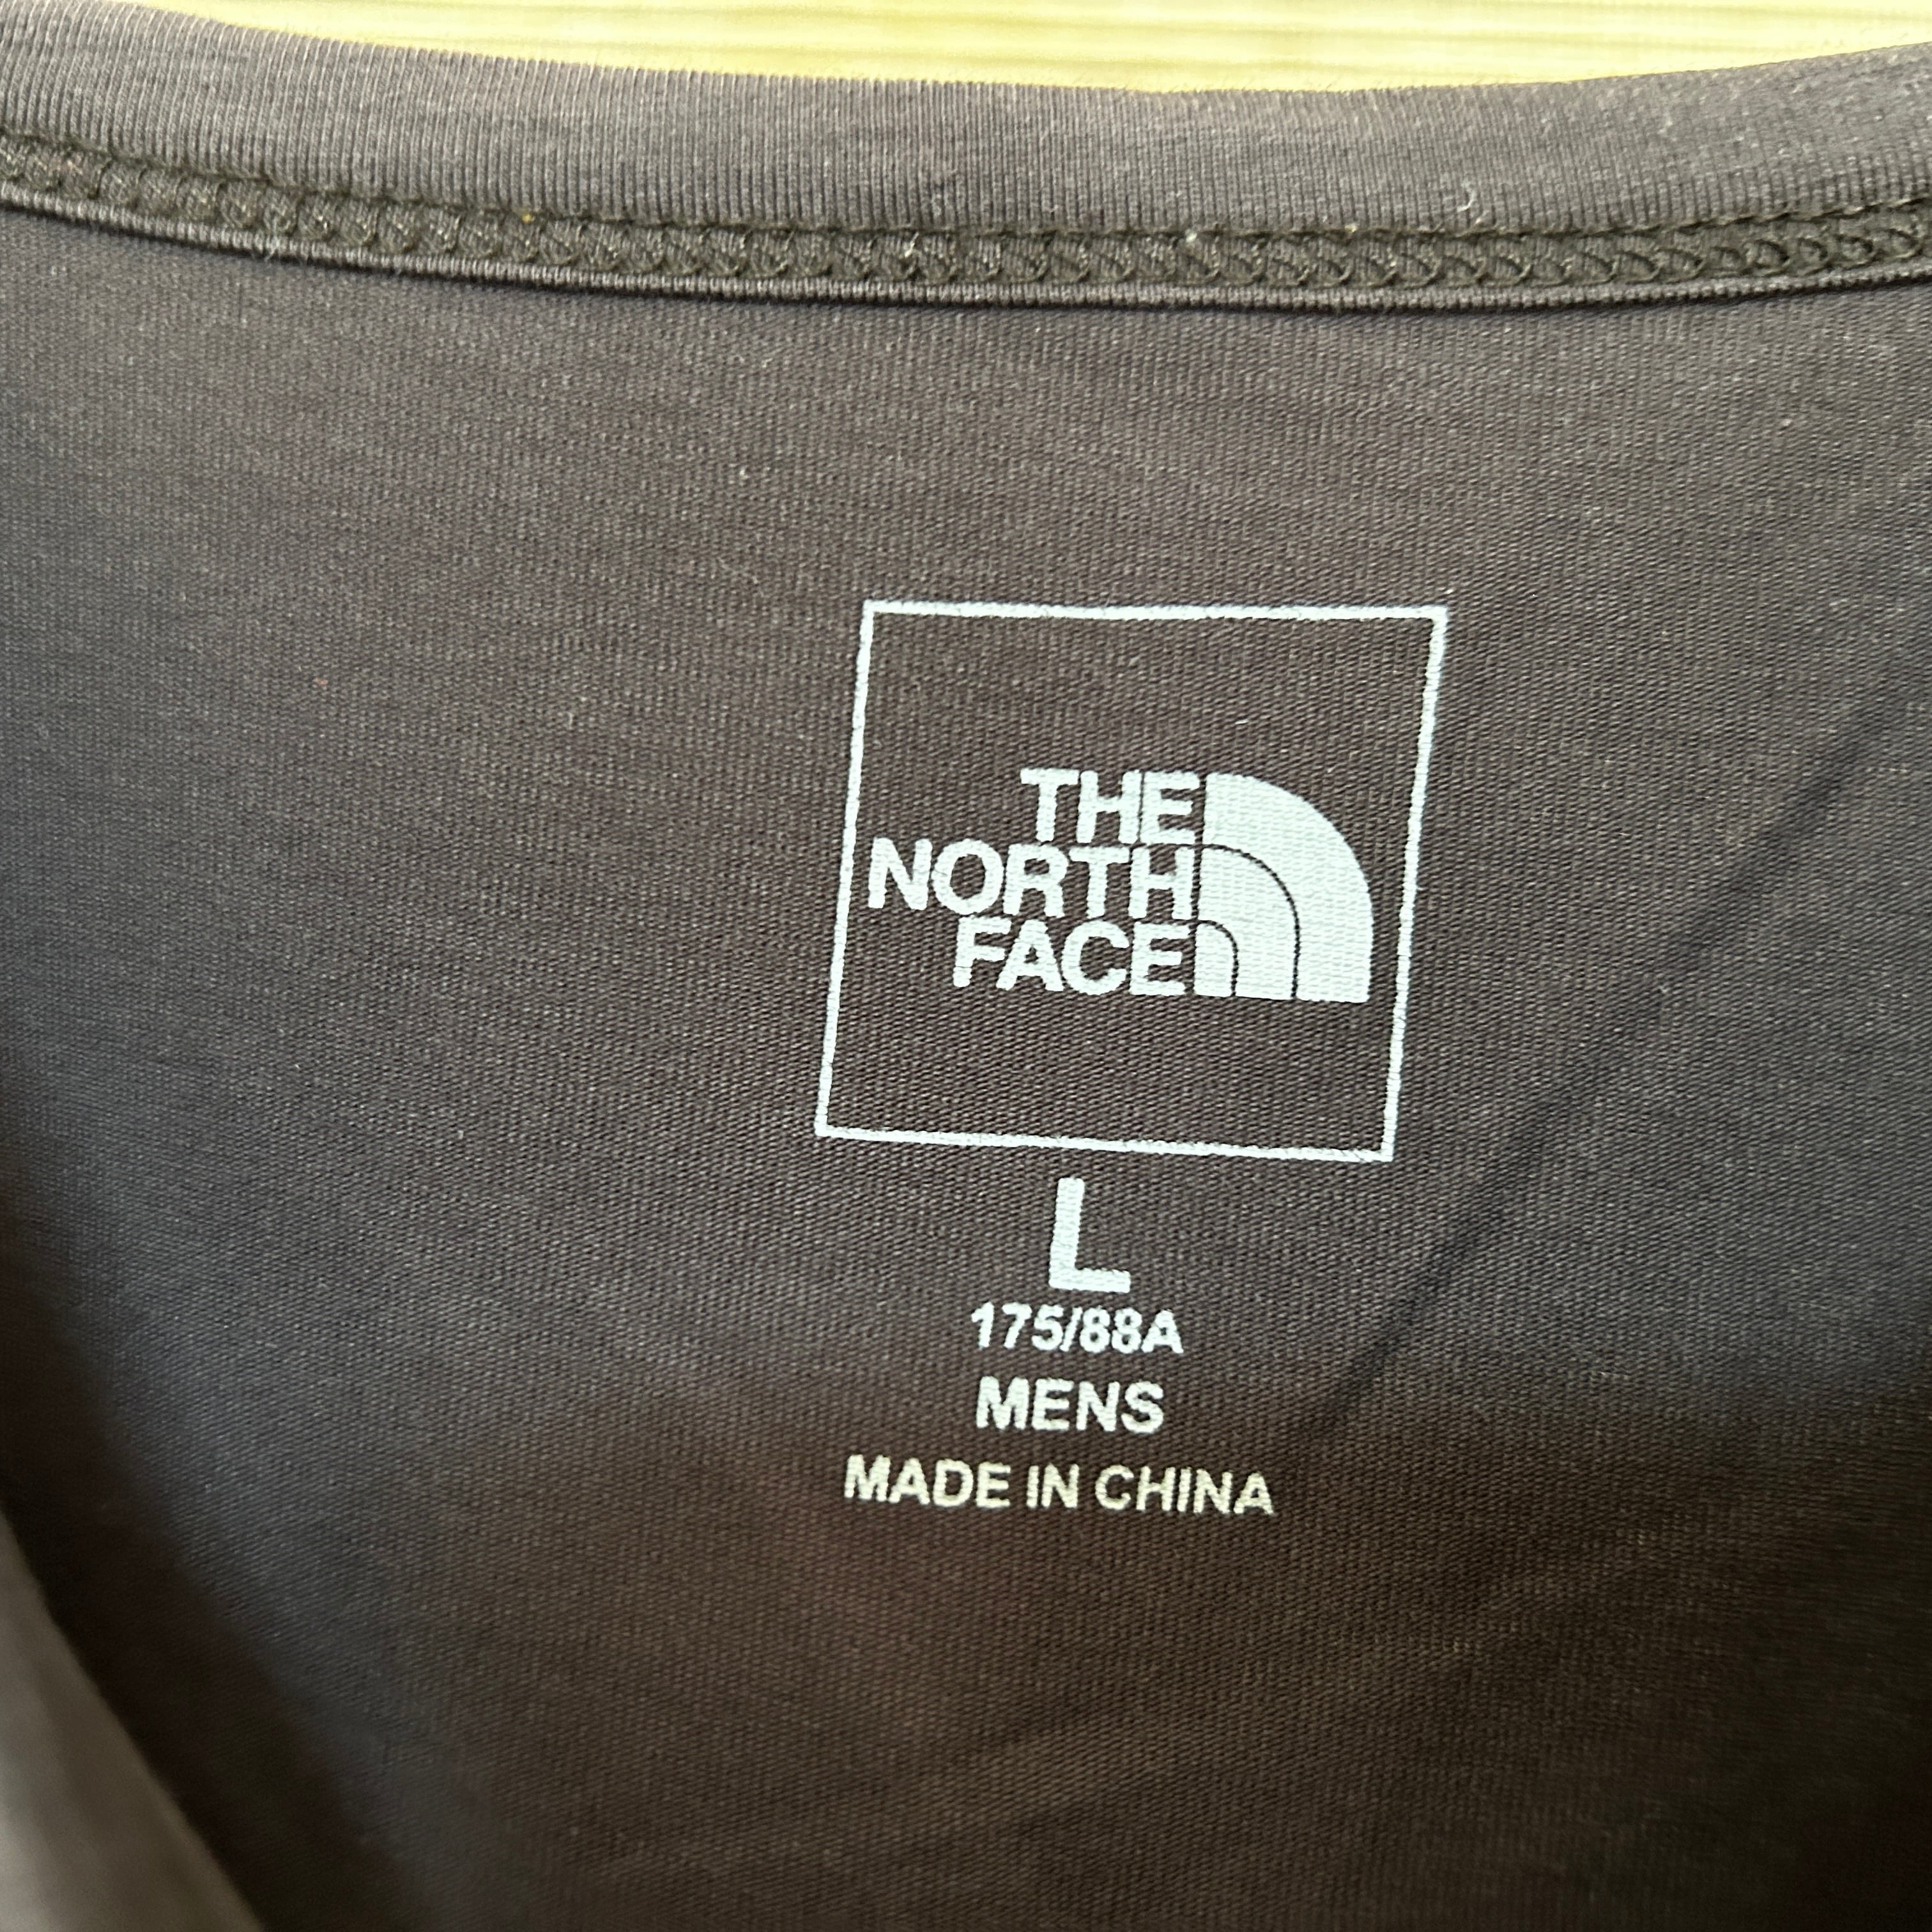 THE
NORTH
FACE
L
175/88A
MENS
MADE IN CHINA